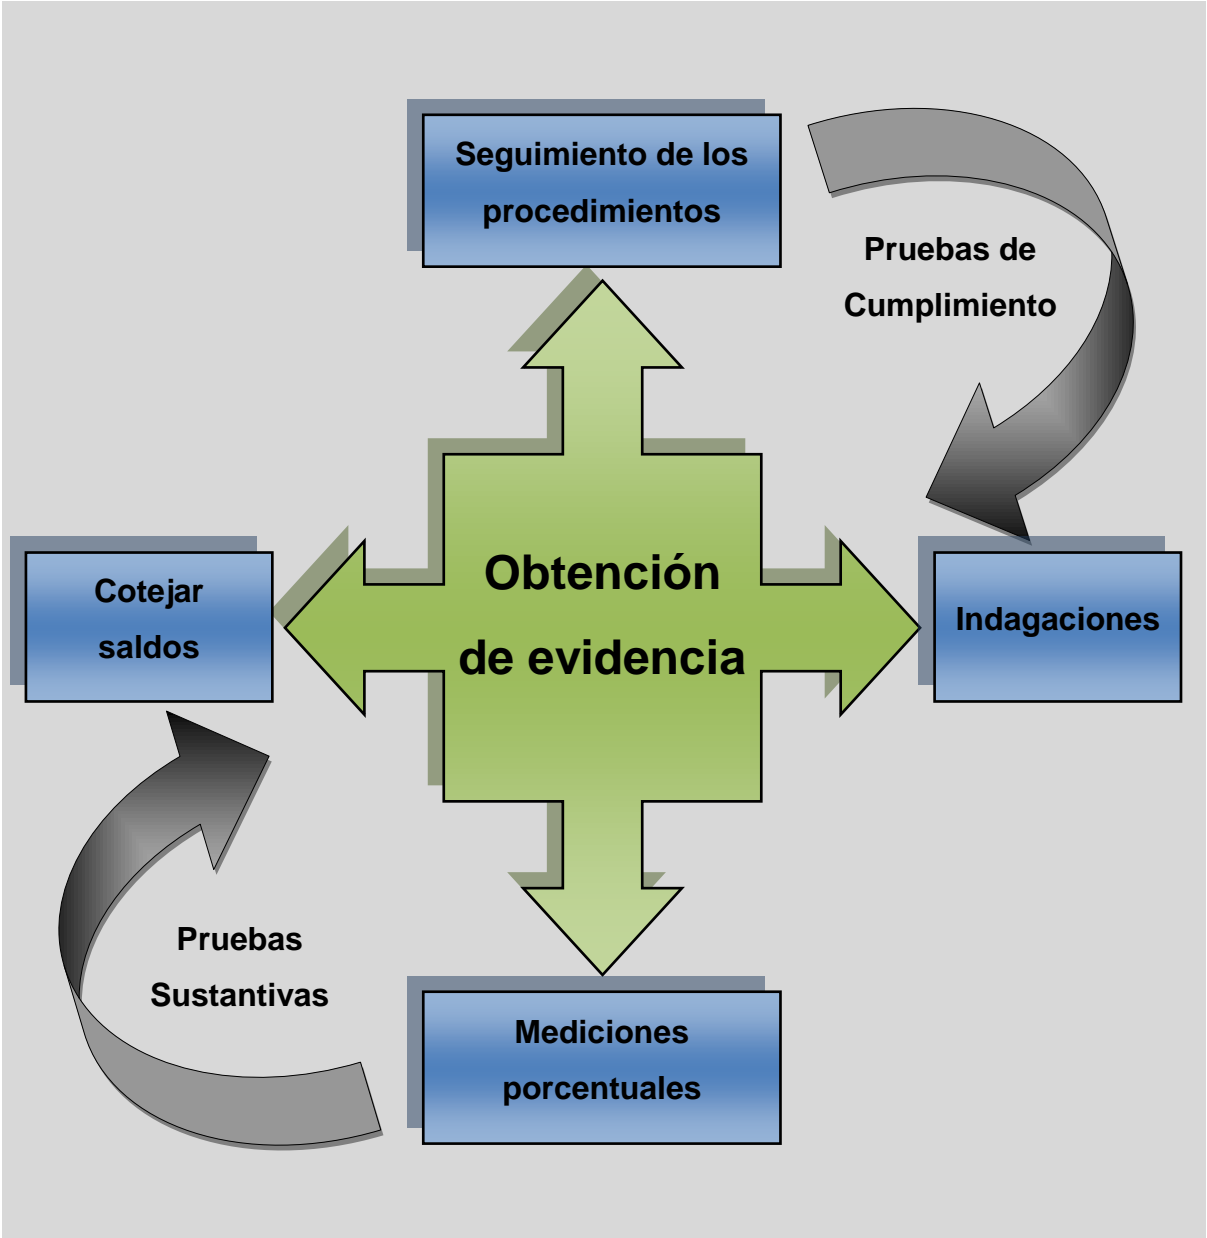 Seguimiento de los
procedimientos
Pruebas de
Cumplimiento
Obtención
de evidencia
Cotejar
saldos
Indagaciones
Pruebas
Sustantivas
Mediciones
porcentuales